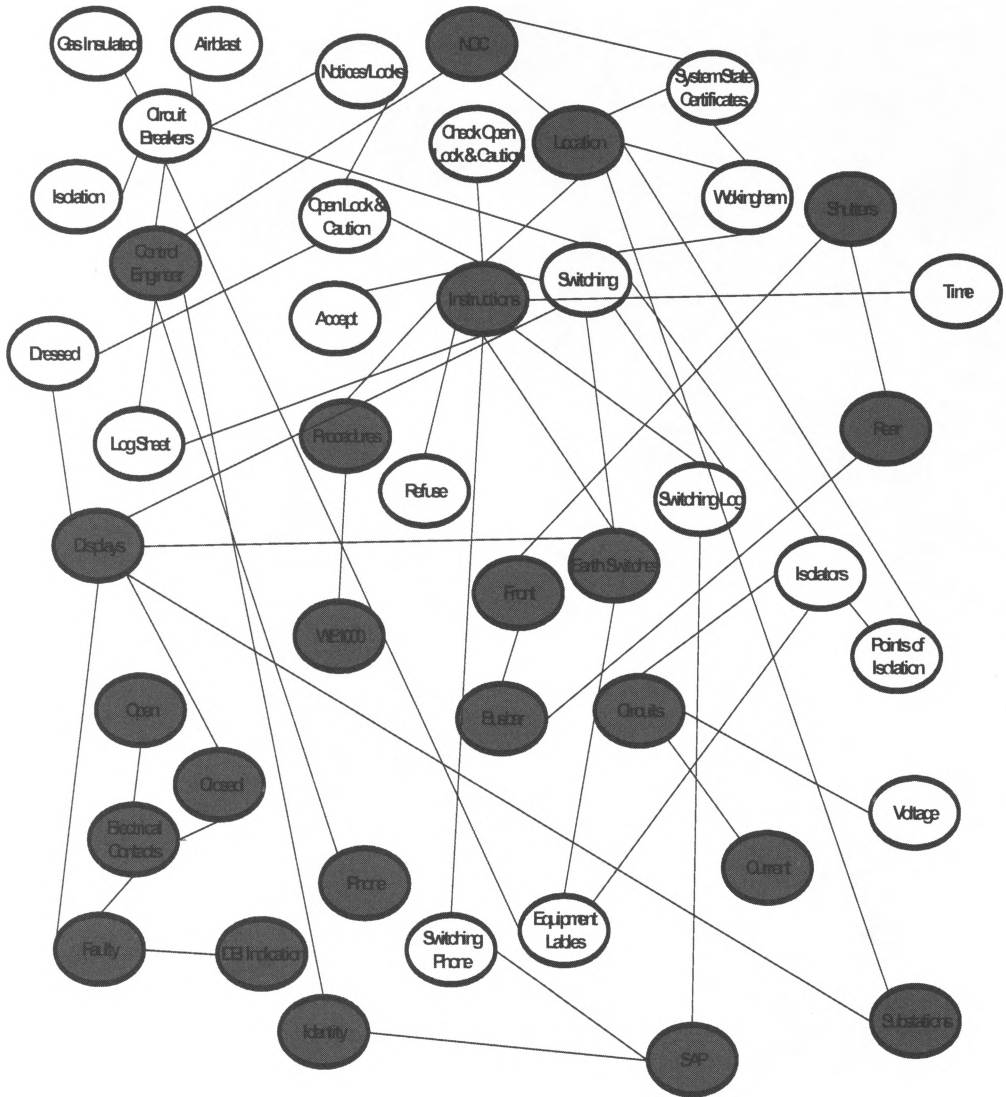 Gas Insulated
Airblast
NOC
Notices/Locks
System State
Certificates
Circuit
Breakers
Check Open
Lock & Caution
Location
Isolation
Open Lock &
Caution
Wokingham
Shutters
Control
Engineer
Switching
Instructions
Time
Accept
Dressed
Log Sheet
Procedures
Rear
Refuse
Switching Log
Displays
Earth Switches
Isolators
Front
WE1000
Points of
Isolation
Open
Busbar
Circuits
Closed
Electrical
Contacts
Voltage
Phone
Current
Faulty
DBI Indication
Switching
Phone
Equipment
Lables
Identity
SAP
Substations